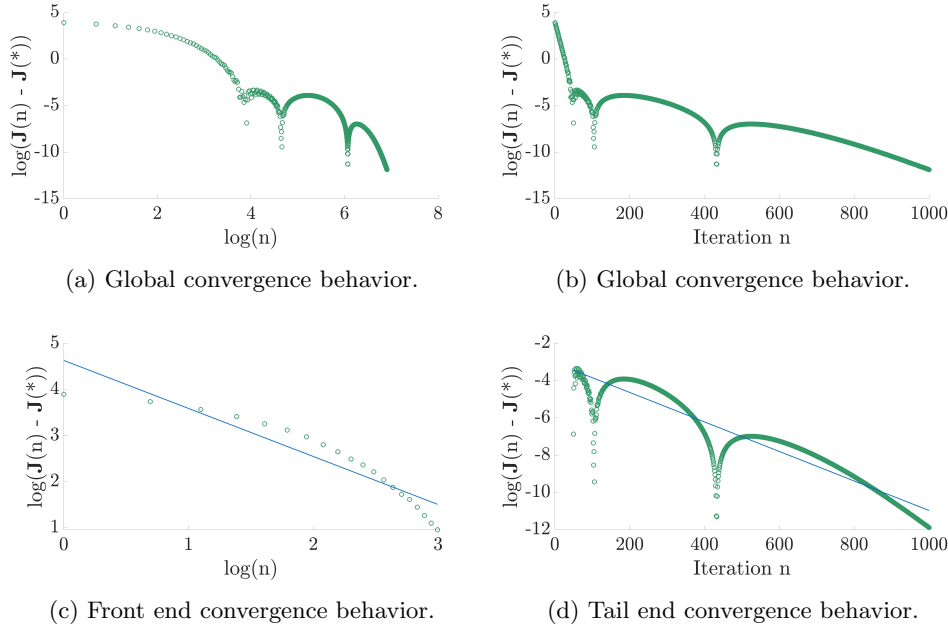 5
0
-5
-10
-15
log(J(n) - J(*))
0 2 4 6 8
log(n)
(a) Global convergence behavior.
5
0
-5
-10
-15
log(J(n) - J(*))
0 200 400 600 800 1000
Iteration n
(b) Global convergence behavior.
5
4
3
2
1
log(J(n) - J(*))
0 1 2 3
log(n)
(c) Front end convergence behavior.
-2
-4
-6
-8
-10
-12
log(J(n) - J(*))
0 200 400 600 800 1000
Iteration n
(d) Tail end convergence behavior.